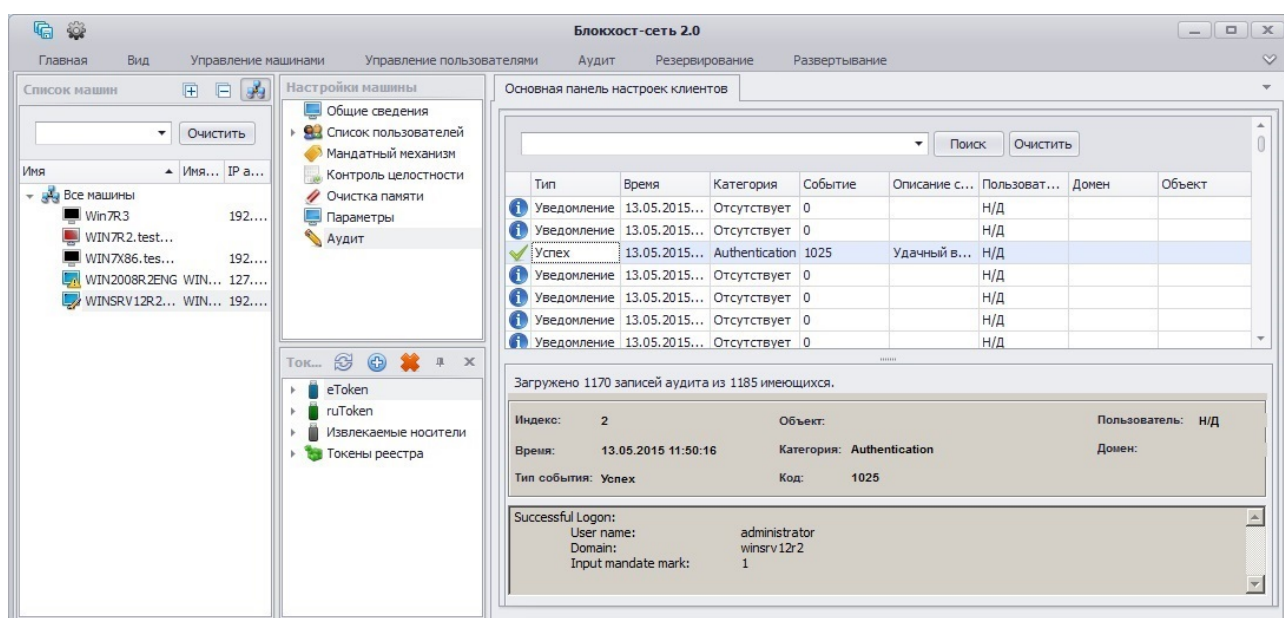 Блокхост-сеть 2.0
Главная Вид Управление машинами Управление пользователями Аудит Резервирование Развертывание
Список машин
Очистить
Имя Имя... IP а...
Все машины
Win7R3 192....
WIN7R2.test...
WIN7X86.tes... 192....
WIN2008R2ENG WIN... 127....
WINSRV12R2... WIN... 192....
Настройки машины
Общие сведения
Список пользователей
Мандатный механизм
Контроль целостности
Очистка памяти
Параметры
Аудит
Ток...
eToken
ruToken
Извлекаемые носители
Токены реестра
Основная панель настроек клиентов
Поиск Очистить
Тип Время Категория Событие Описание с... Пользоват... Домен Объект
Уведомление 13.05.2015... Отсутствует 0 Н/Д
Уведомление 13.05.2015... Отсутствует 0 Н/Д
Успех 13.05.2015... Authentication 1025 Удачный в... Н/Д
Уведомление 13.05.2015... Отсутствует 0 Н/Д
Уведомление 13.05.2015... Отсутствует 0 Н/Д
Уведомление 13.05.2015... Отсутствует 0 Н/Д
Уведомление 13.05.2015... Отсутствует 0 Н/Д
Загружено 1170 записей аудита из 1185 имеющихся.
Индекс: 2 Объект: Пользователь: Н/Д
Время: 13.05.2015 11:50:16 Категория: Authentication Домен:
Тип события: Успех Код: 1025
Successful Logon:
User name: administrator
Domain: winsrv12r2
Input mandate mark: 1